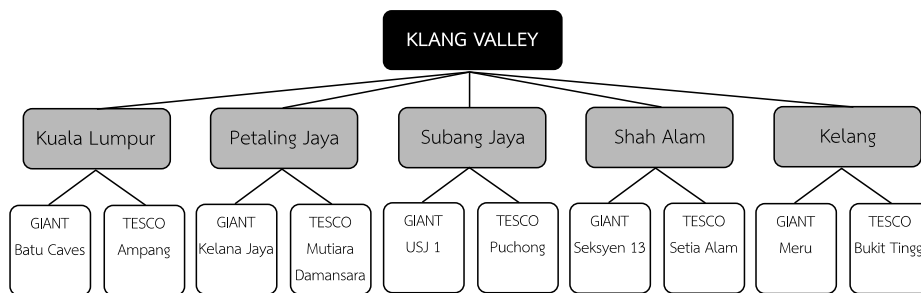 KLANG VALLEY
Kuala Lumpur
Petaling Jaya
Subang Jaya
Shah Alam
Kelang
GIANT
Batu Caves
TESCO
Ampang
GIANT
Kelana Jaya
TESCO
Mutiara
Damansara
GIANT
USJ 1
TESCO
Puchong
GIANT
Seksyen 13
TESCO
Setia Alam
GIANT
Meru
TESCO
Bukit Tingg